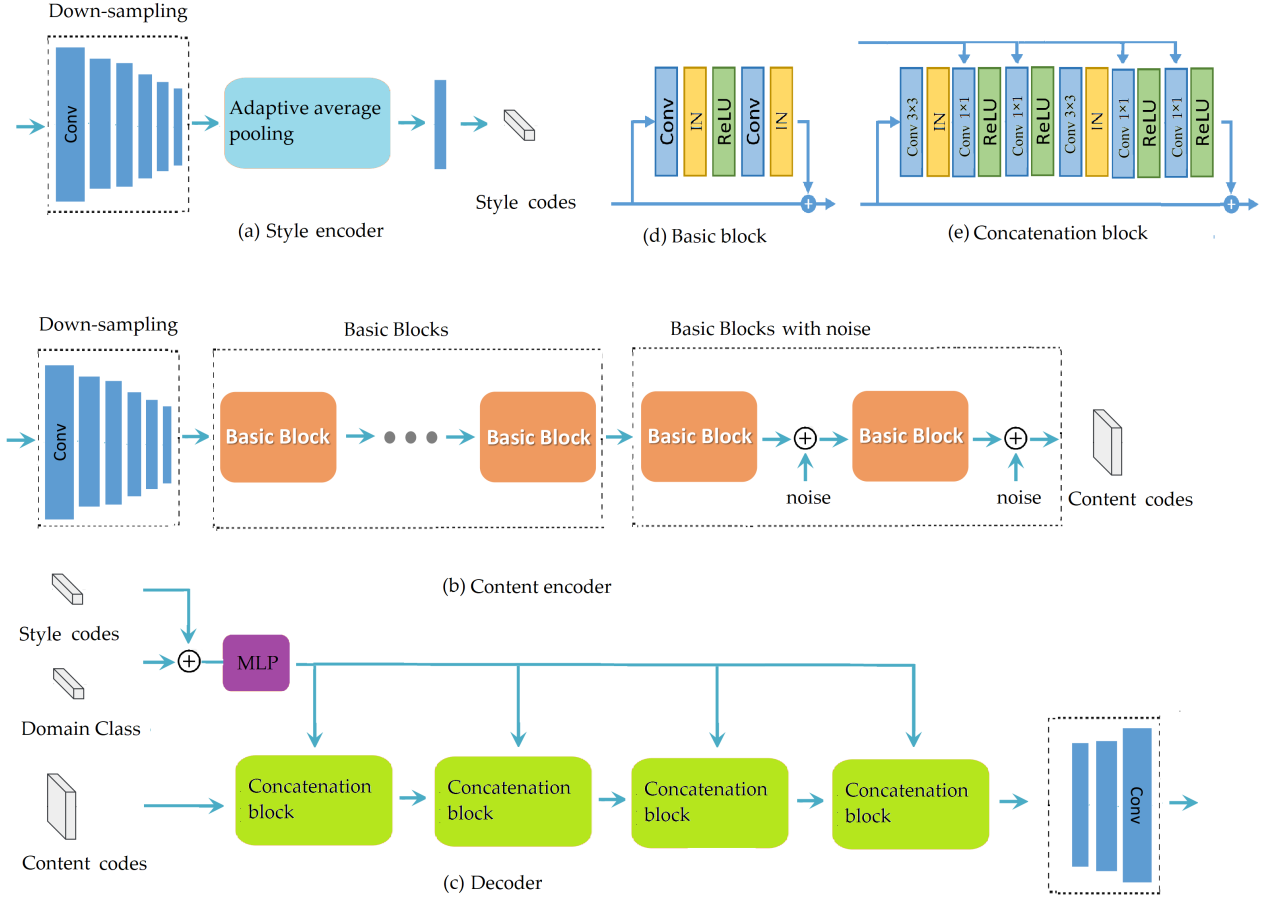 Down-sampling
Conv
Adaptive average
pooling
Style codes
(a) Style encoder
Conv
IN
ReLU
Conv
IN
(d) Basic block
Conv 3×3
IN
Conv 1×1
ReLU
Conv 1×1
ReLU
Conv 3×3
IN
Conv 1×1
ReLU
Conv 1×1
ReLU
(e) Concatenation block
Down-sampling
Basic Blocks
Basic Blocks with noise
Conv
Basic Block
Basic Block
Basic Block
Basic Block
noise
noise
Content codes
(b) Content encoder
Style codes
MLP
Domain Class
Concatenation
block
Concatenation
block
Concatenation
block
Concatenation
block
Conv
Content codes
(c) Decoder